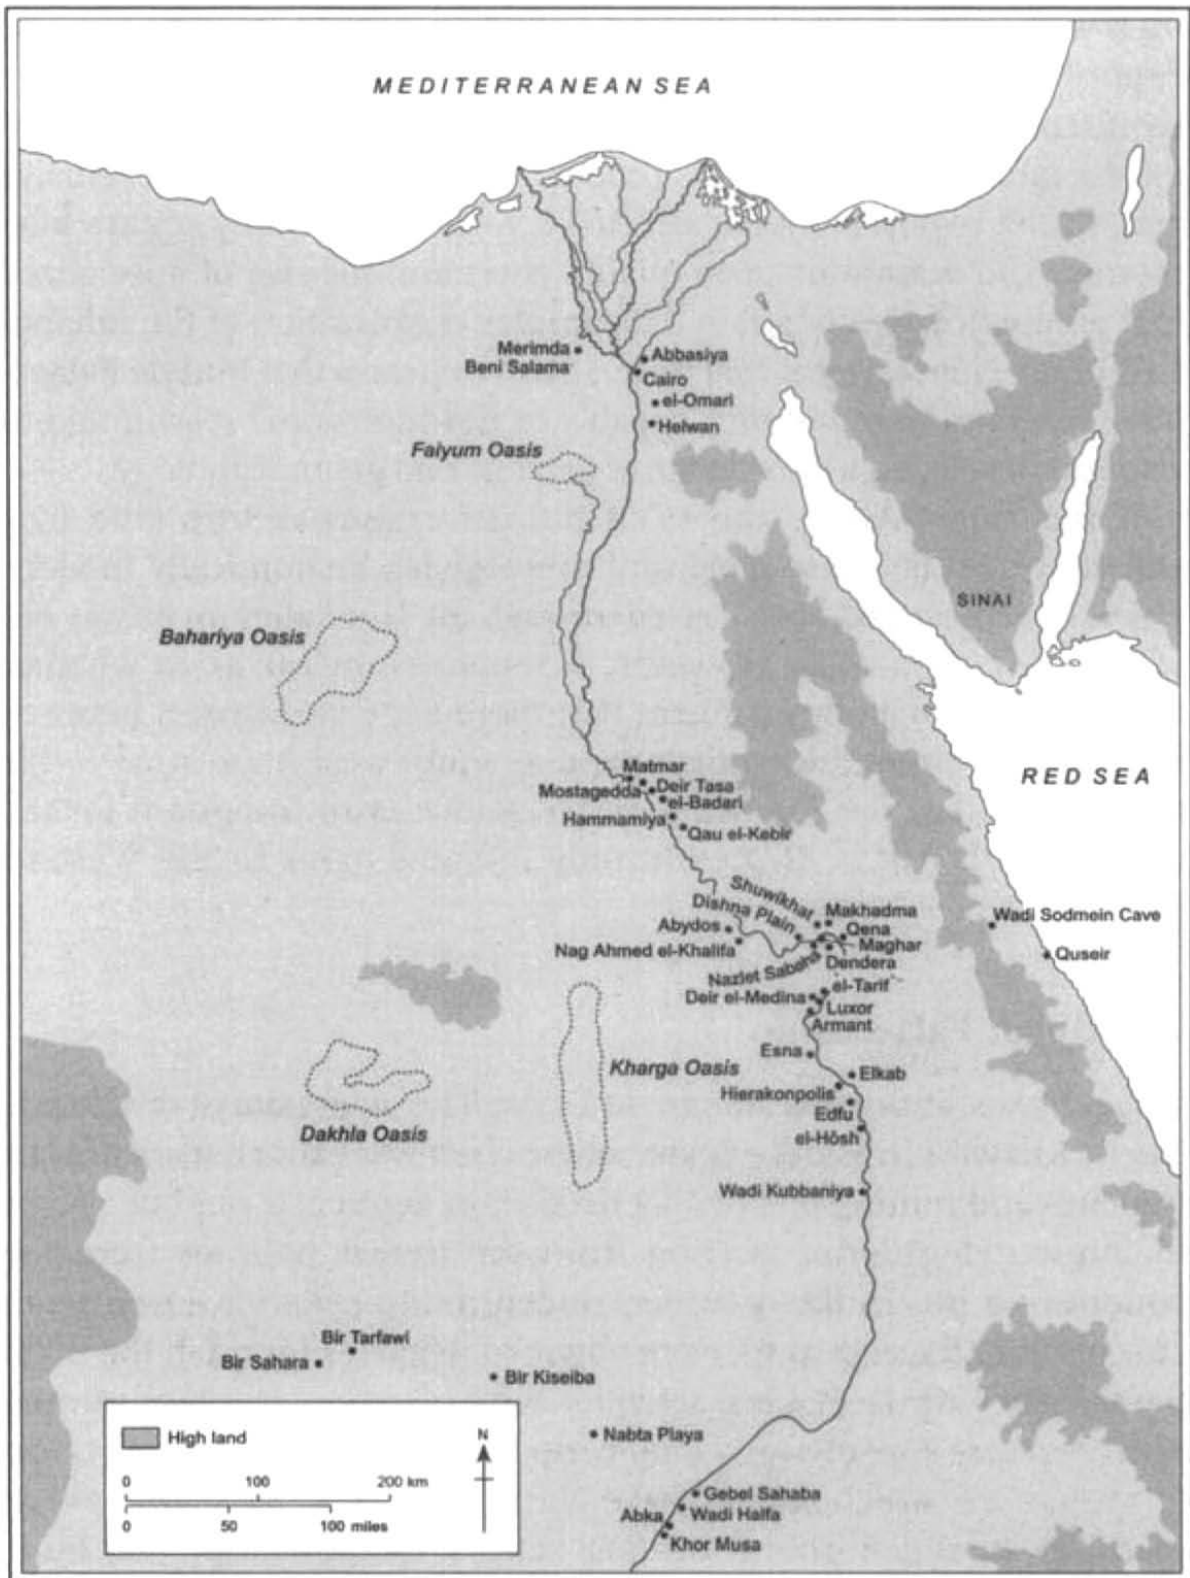 MEDITERRANEAN SEA
Merimda
Beni Salama
Abbasiya
Cairo
el-Omari
Helwan
Faiyum Oasis
SINAI
Bahariya Oasis
RED SEA
Matmar
Mostagedda
Deir Tasa
el-Badari
Hammamiya
Qau el-Kebir
Shuwikhat
Dishna Plain
Makhadma
Wadi Sodmein Cave
Abydos
Qena
Nag Ahmed el-Khalifa
Maghar
Quseir
Nazlet Sabaha
Dendera
el-Tarif
Deir el-Medina
Luxor
Armant
Esna
Kharga Oasis
Elkab
Hierakonpolis
Edfu
Dakhla Oasis
el-Hôsh
Wadi Kubbaniya
Bir Tarfawi
Bir Sahara
Bir Kiseiba
High land
N
Nabta Playa
0 100 200 km
0 50 100 miles
Gebel Sahaba
Wadi Halfa
Abka
Khor Musa